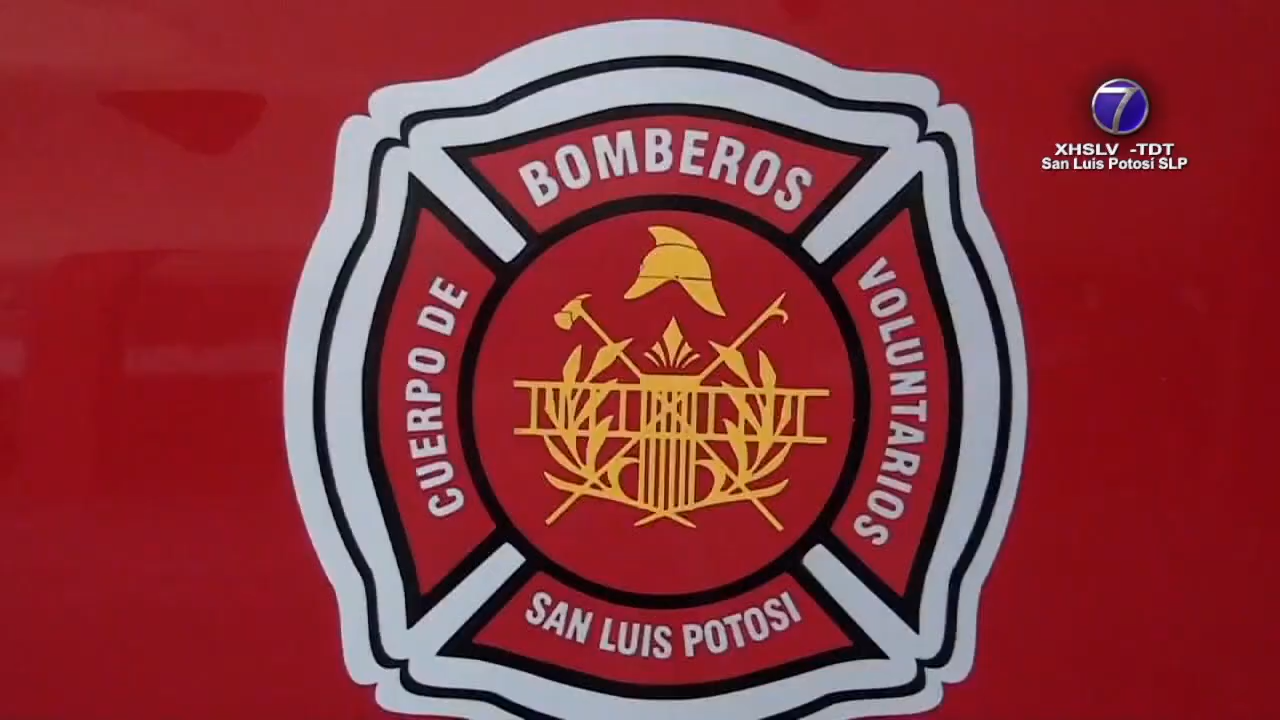 CUERPO DE
BOMBEROS
VOLUNTARIOS
SAN LUIS POTOSI
7
XHSLV -TDT
San Luis Potosí SLP